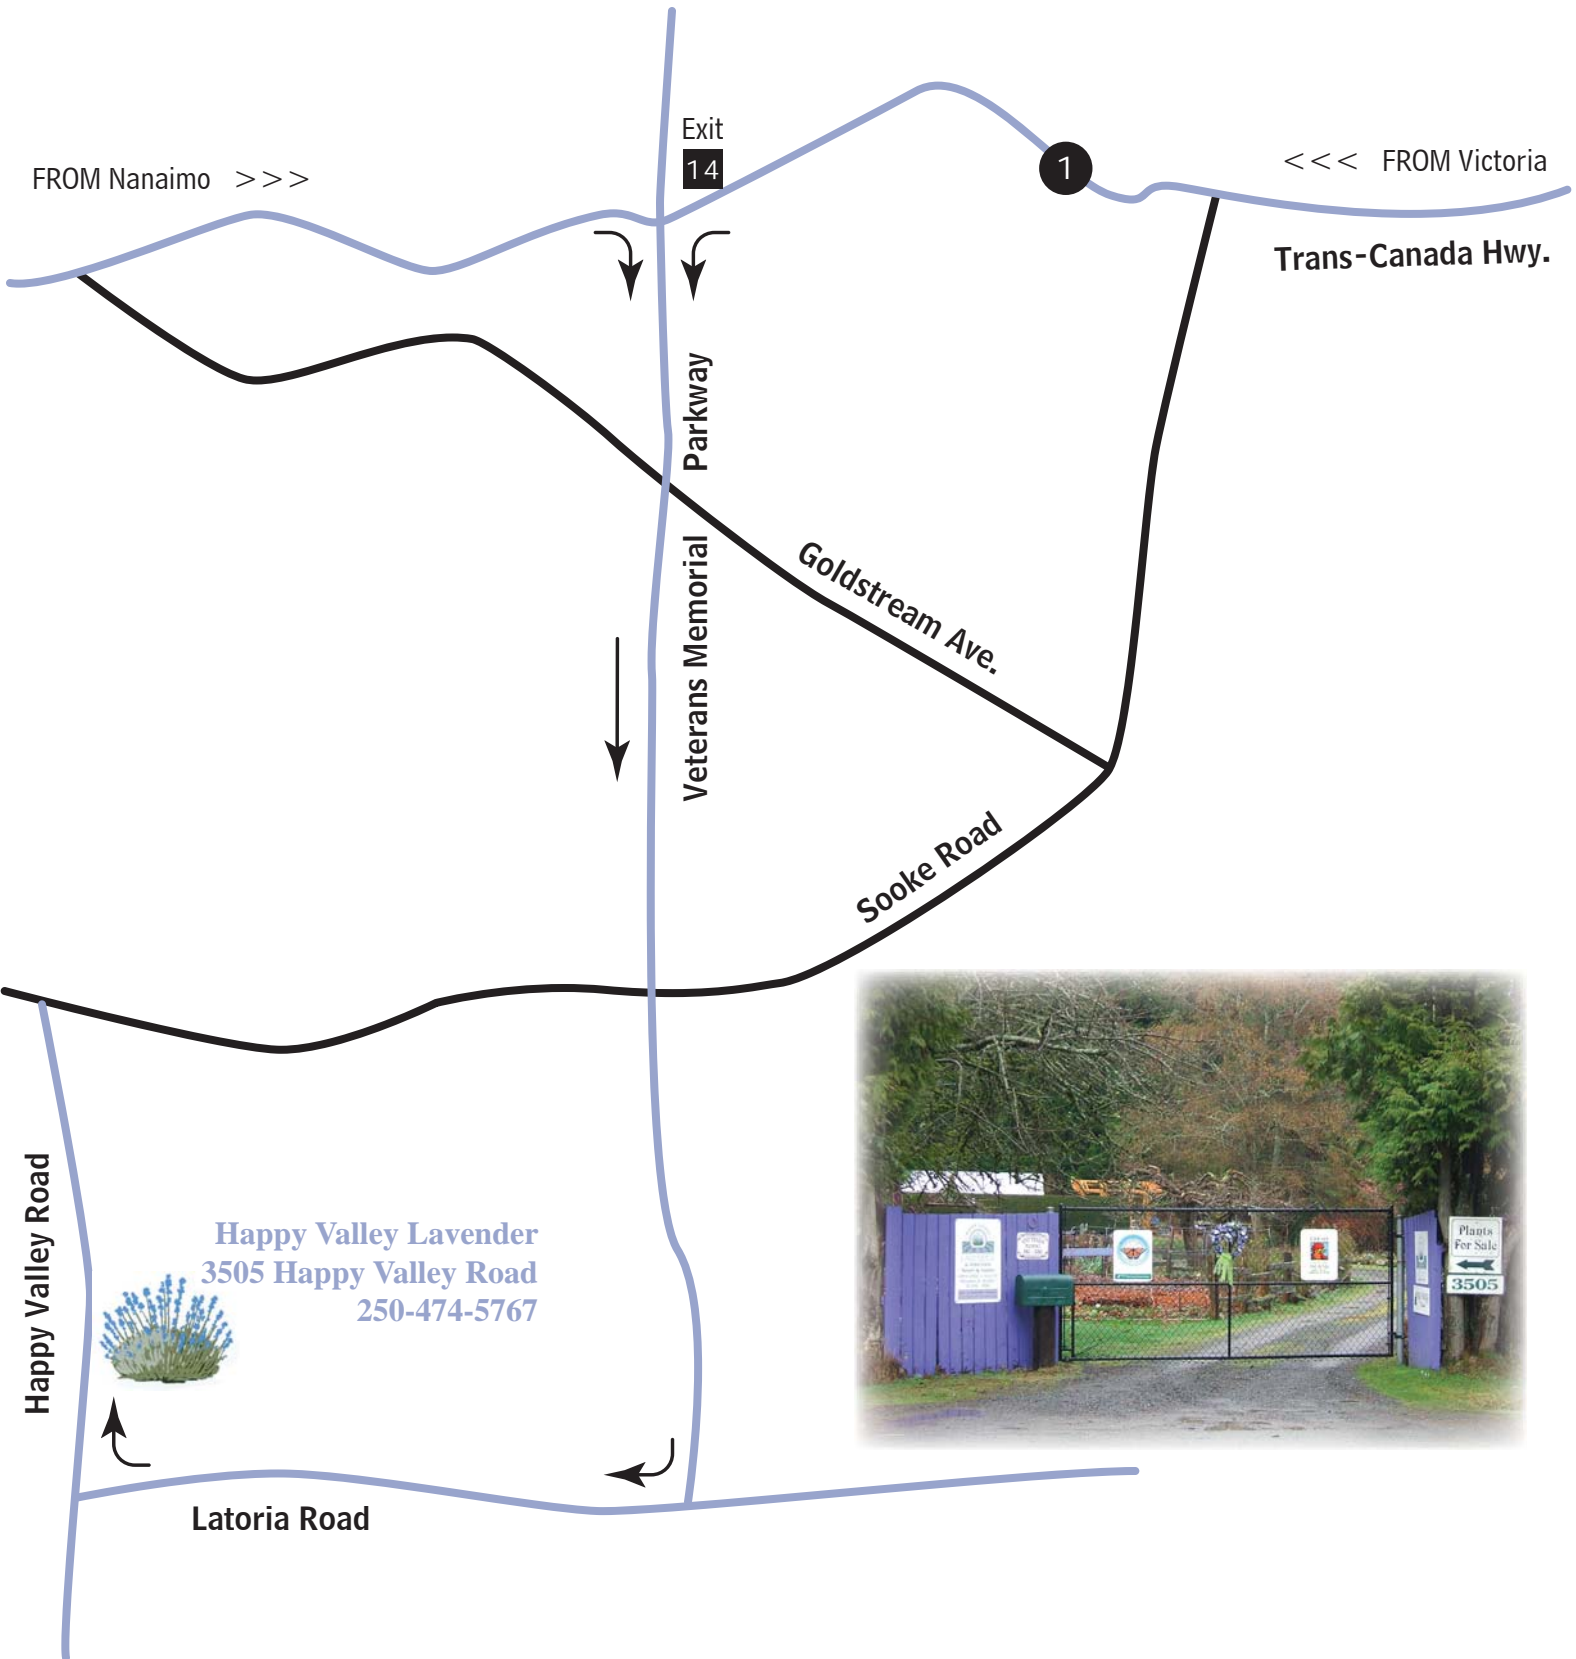 Exit
14
FROM Nanaimo >>>
1
<<< FROM Victoria
Trans-Canada Hwy.
Veterans Memorial Parkway
Goldstream Ave.
Sooke Road
Happy Valley Road
Happy Valley Lavender
3505 Happy Valley Road
250-474-5767
Plants
For Sale
3505
Latoria Road